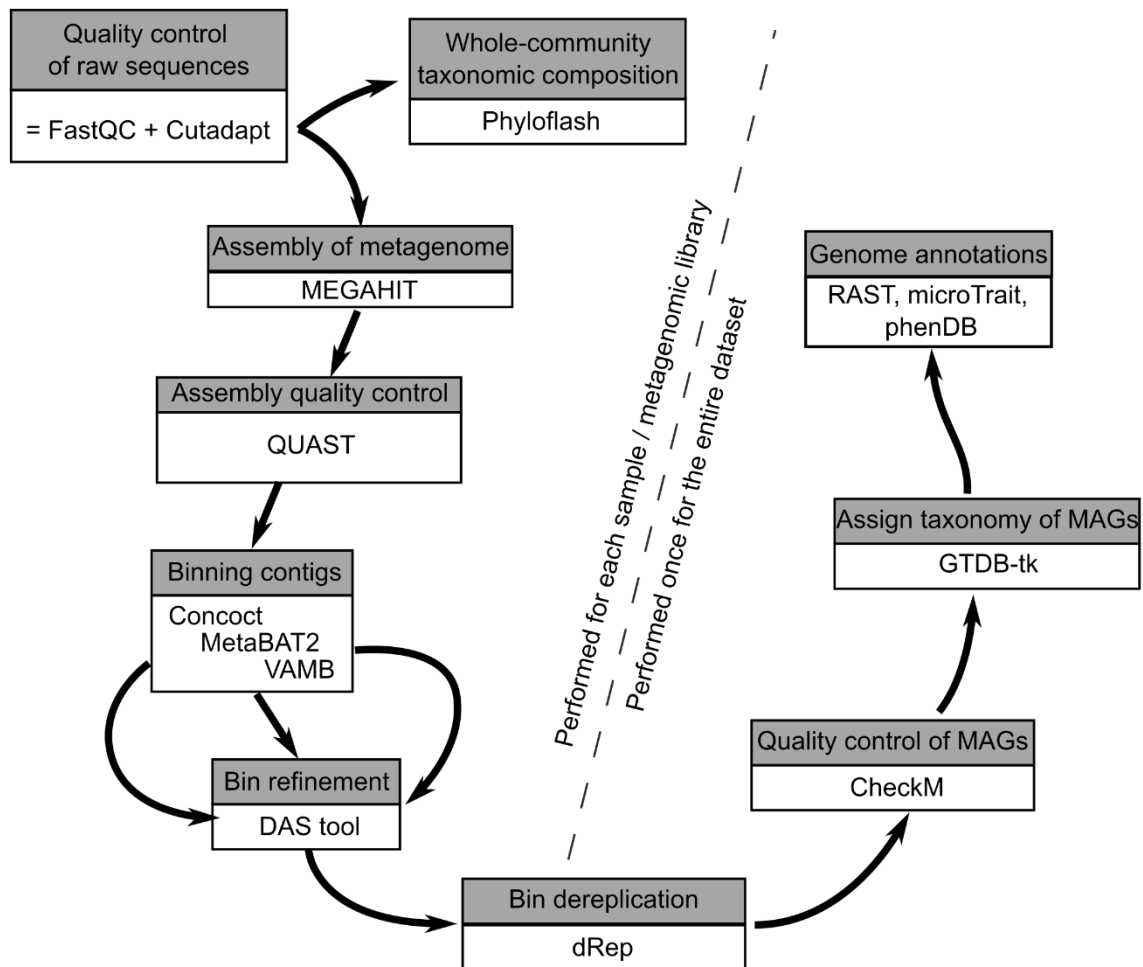 Quality control
of raw sequences
= FastQC + Cutadapt
Whole-community
taxonomic composition
Phyloflash
Assembly of metagenome
MEGAHIT
Assembly quality control
QUAST
Binning contigs
Concoct
MetaBAT2
VAMB
Bin refinement
DAS tool
Performed for each sample / metagenomic library
Performed once for the entire dataset
Bin dereplication
dRep
Quality control of MAGs
CheckM
Assign taxonomy of MAGs
GTDB-tk
Genome annotations
RAST, microTrait,
phenDB